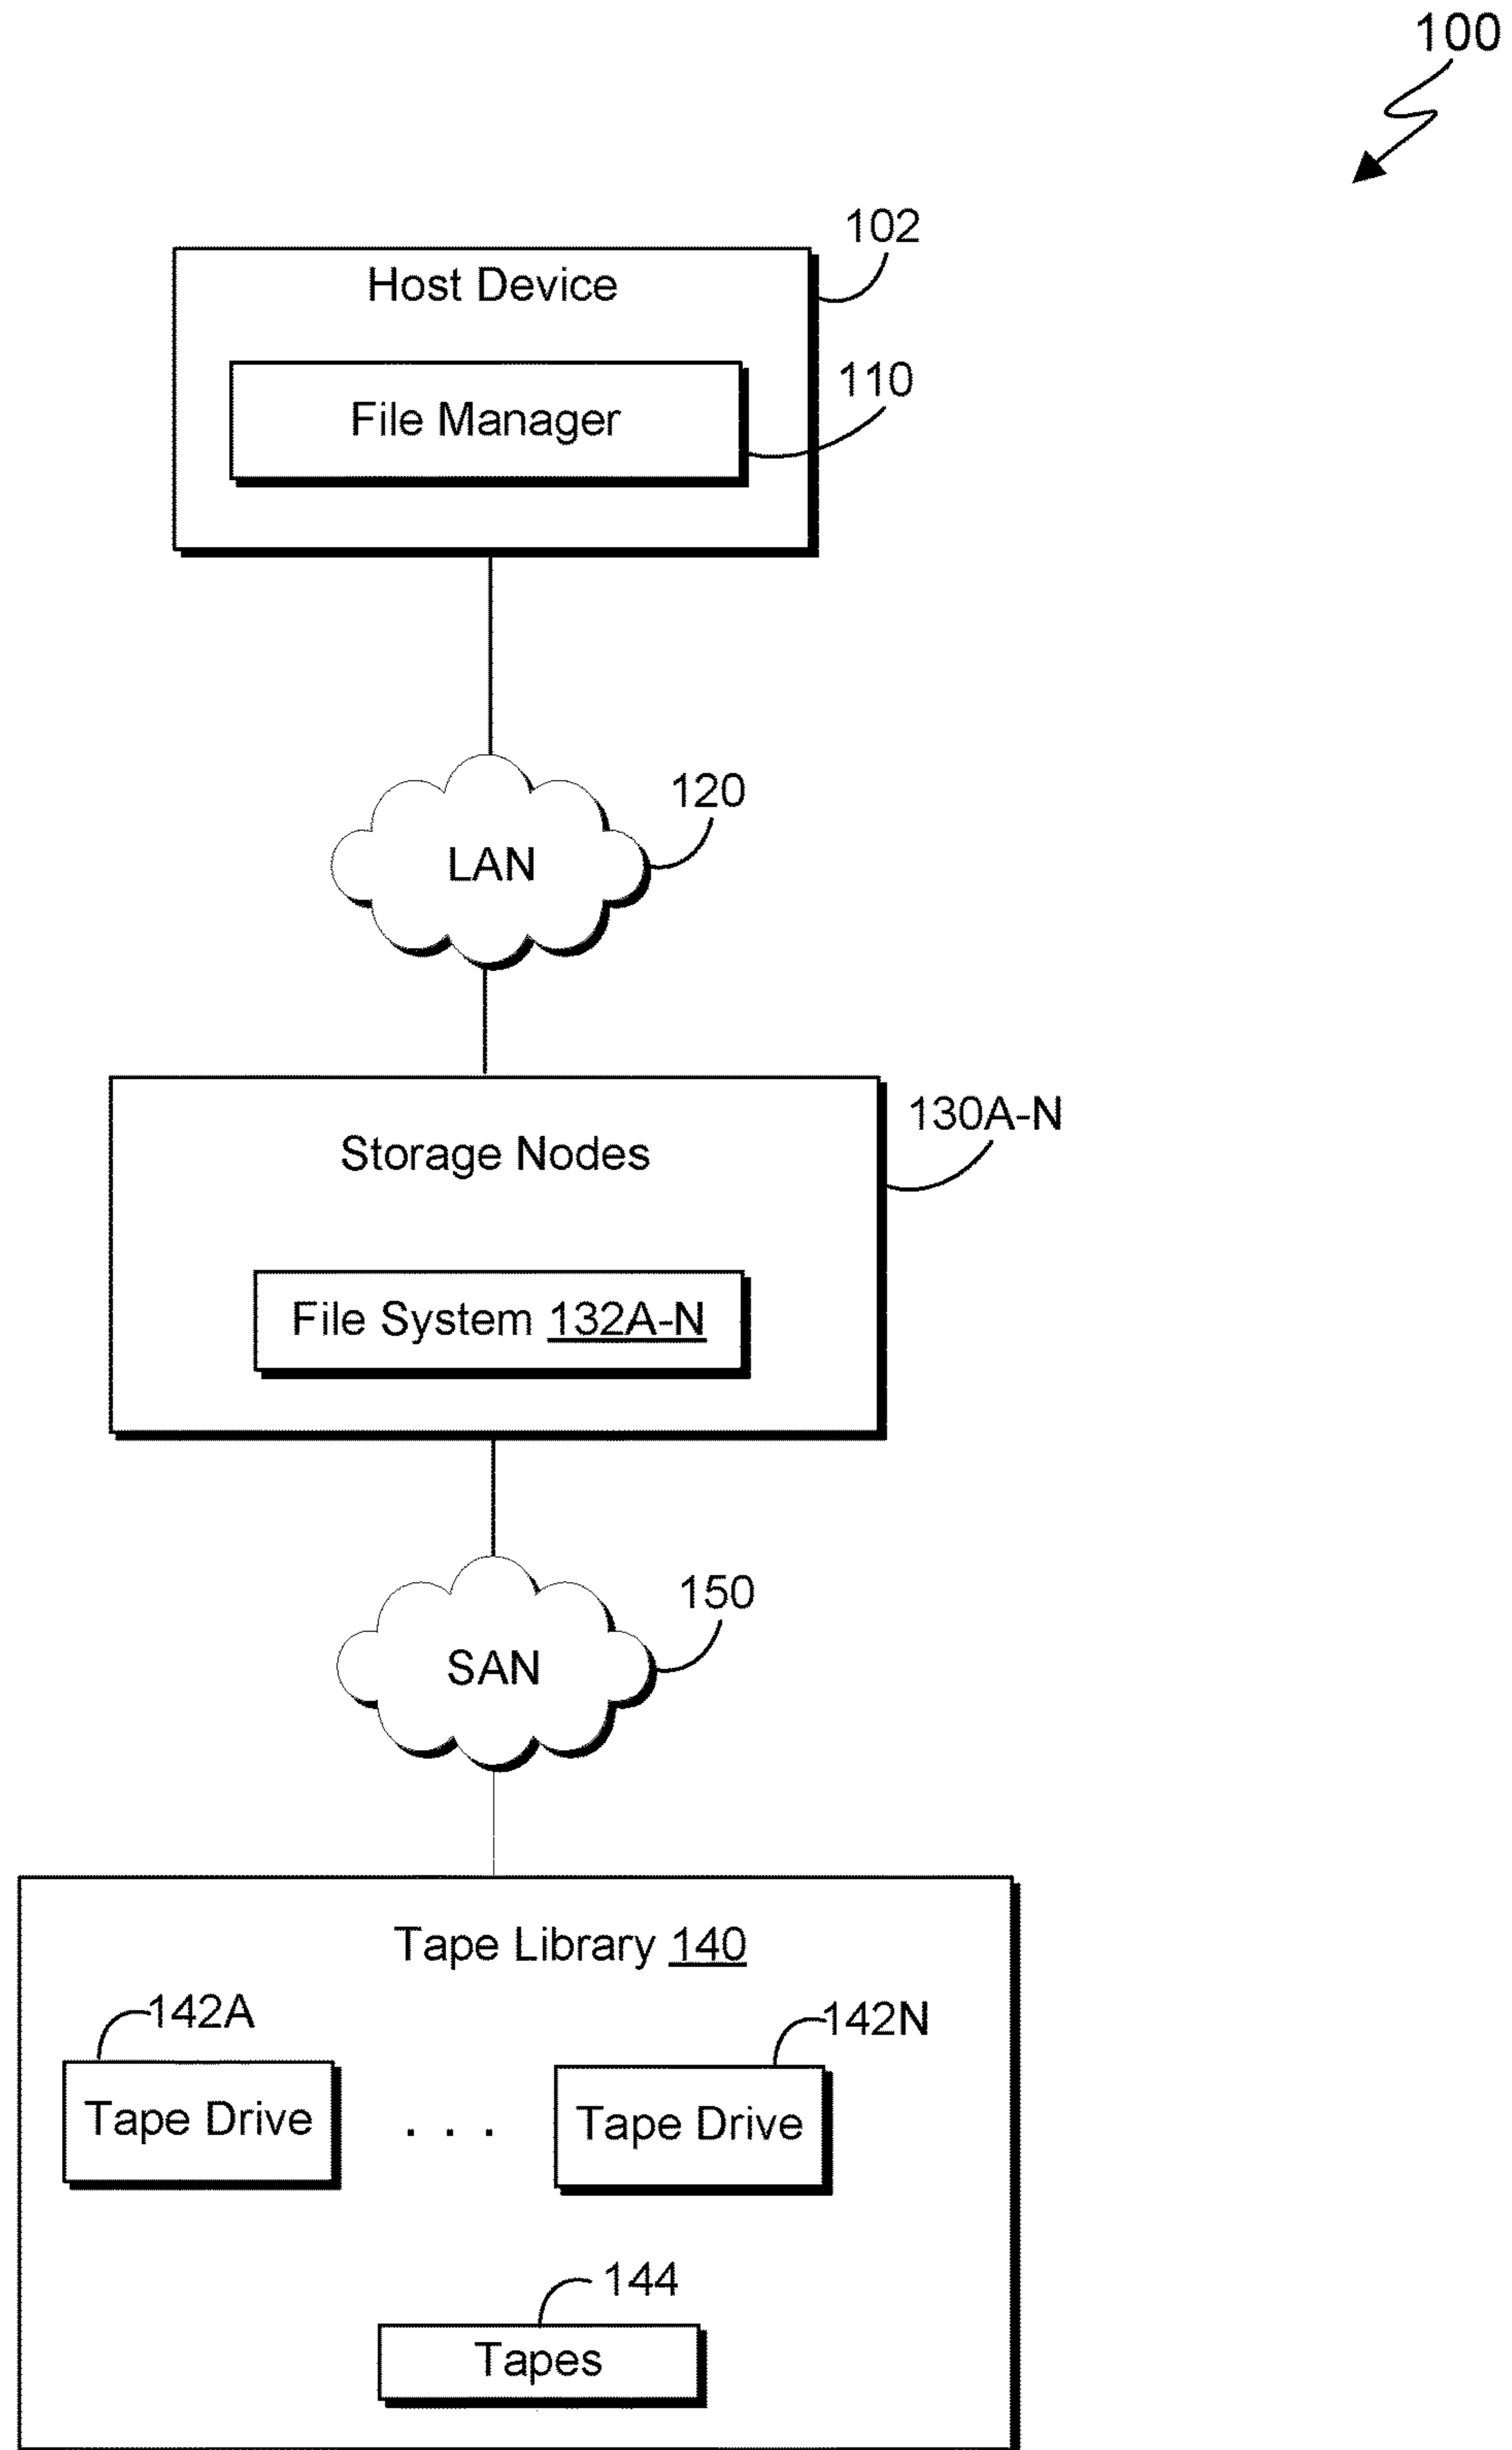 100
102
Host Device
110
File Manager
120
LAN
130A-N
Storage Nodes
File System 132A-N
150
SAN
Tape Library 140
142A
142N
Tape Drive
. . .
Tape Drive
144
Tapes